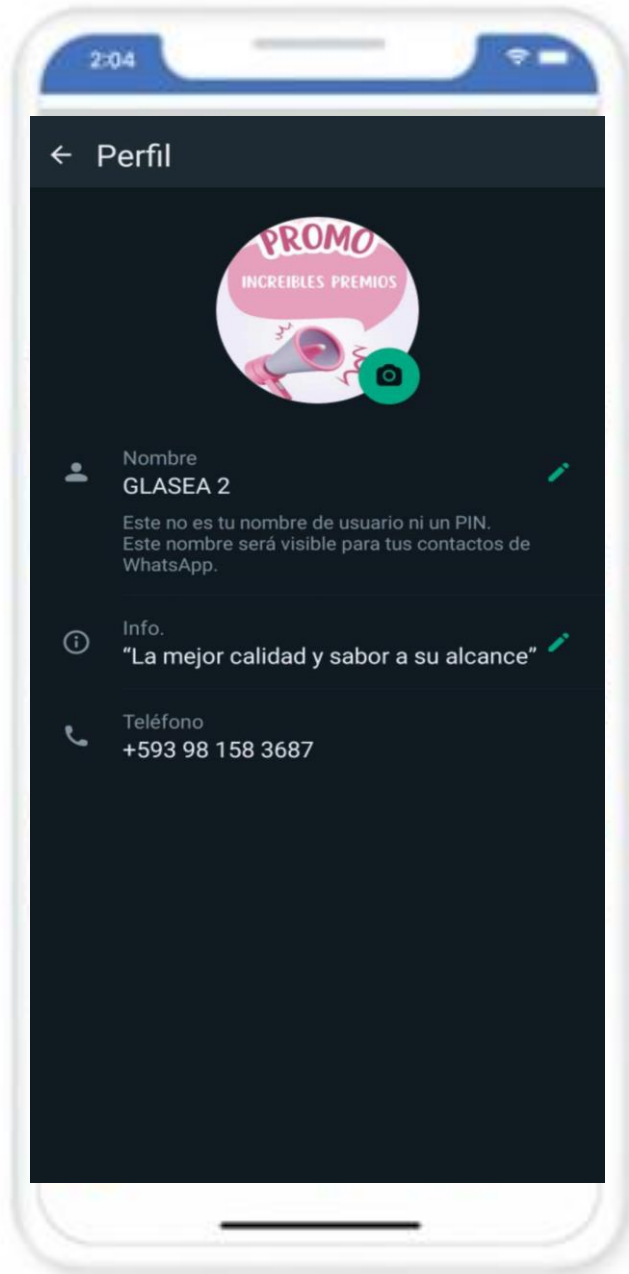 2:04
Perfil
PROMO
INCREIBLES PREMIOS
Nombre
GLASEA 2
Este no es tu nombre de usuario ni un PIN.
Este nombre será visible para tus contactos de
WhatsApp.
Info.
“La mejor calidad y sabor a su alcance”
Teléfono
+593 98 158 3687